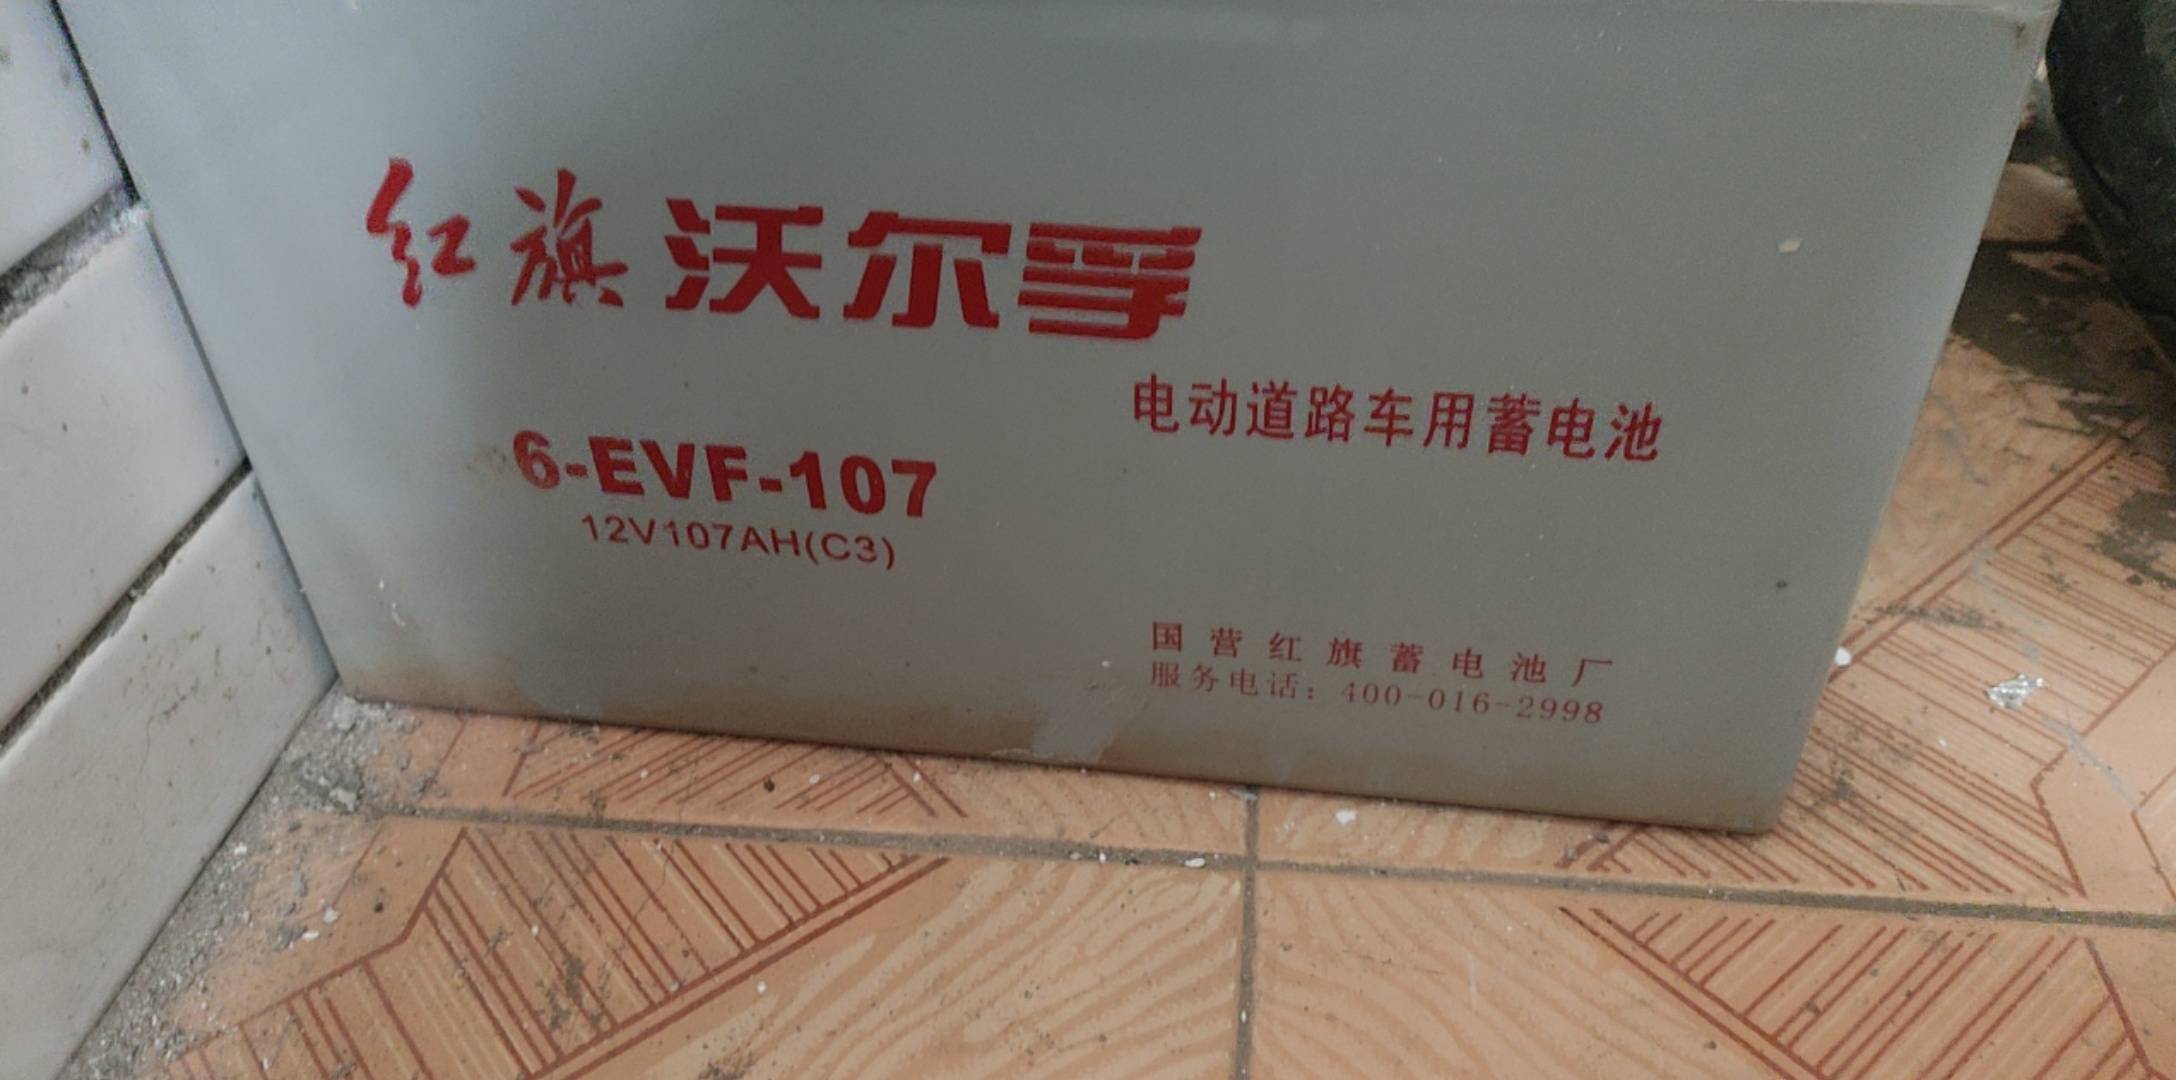 红旗 沃尔孚
电动道路车用蓄电池
6-EVF-107
12V107AH(C3)
国营红旗蓄电池厂
服务电话：400-016-2998